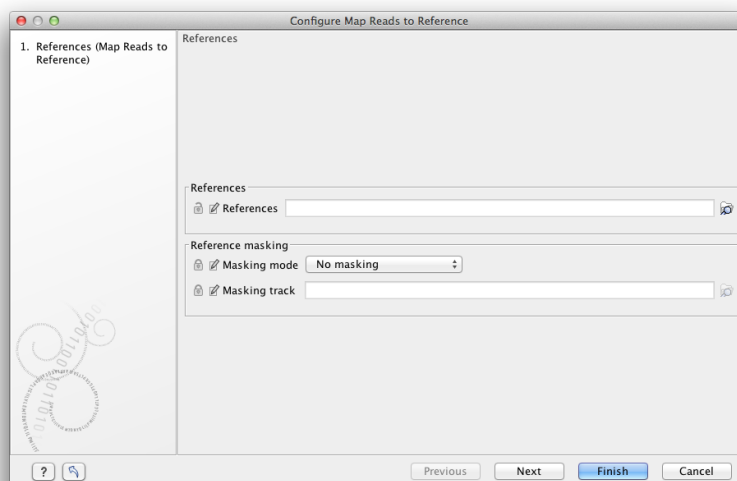 Configure Map Reads to Reference
1. References (Map Reads to
Reference)
References
References
References
Reference masking
Masking mode No masking
Masking track
? Previous Next Finish Cancel